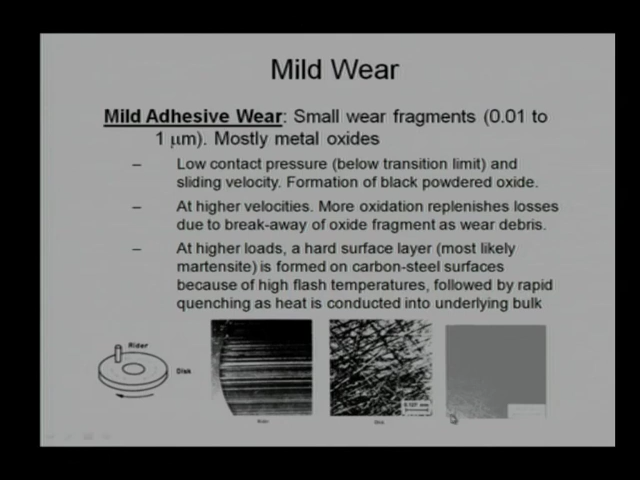 Mild Wear
Mild Adhesive Wear: Small wear fragments (0.01 to
1 μm). Mostly metal oxides
– Low contact pressure (below transition limit) and
sliding velocity. Formation of black powdered oxide.
– At higher velocities. More oxidation replenishes losses
due to break-away of oxide fragment as wear debris.
– At higher loads, a hard surface layer (most likely
martensite) is formed on carbon-steel surfaces
because of high flash temperatures, followed by rapid
quenching as heat is conducted into underlying bulk
Rider
Disk
Rider
Disk